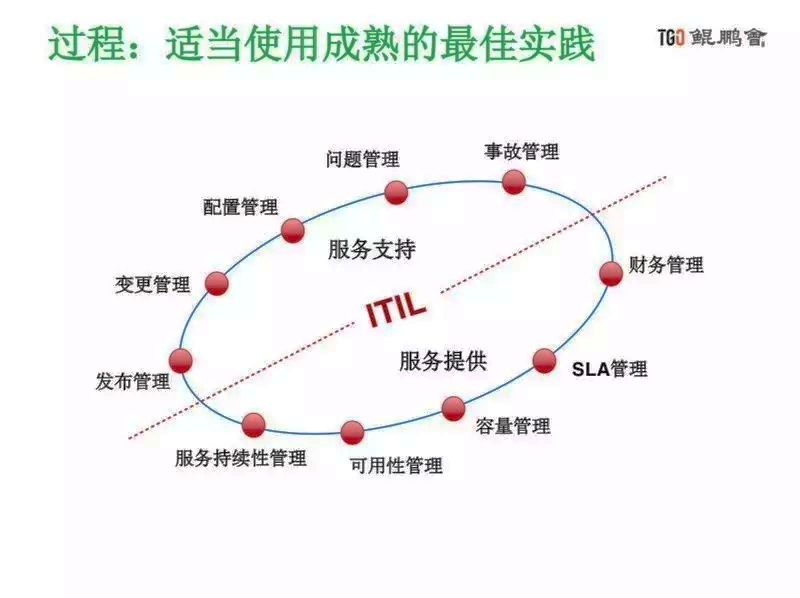 过程：适当使用成熟的最佳实践
TGO 鲲鹏會
问题管理
事故管理
配置管理
服务支持
变更管理
财务管理
ITIL
发布管理
服务提供
SLA管理
容量管理
服务持续性管理
可用性管理